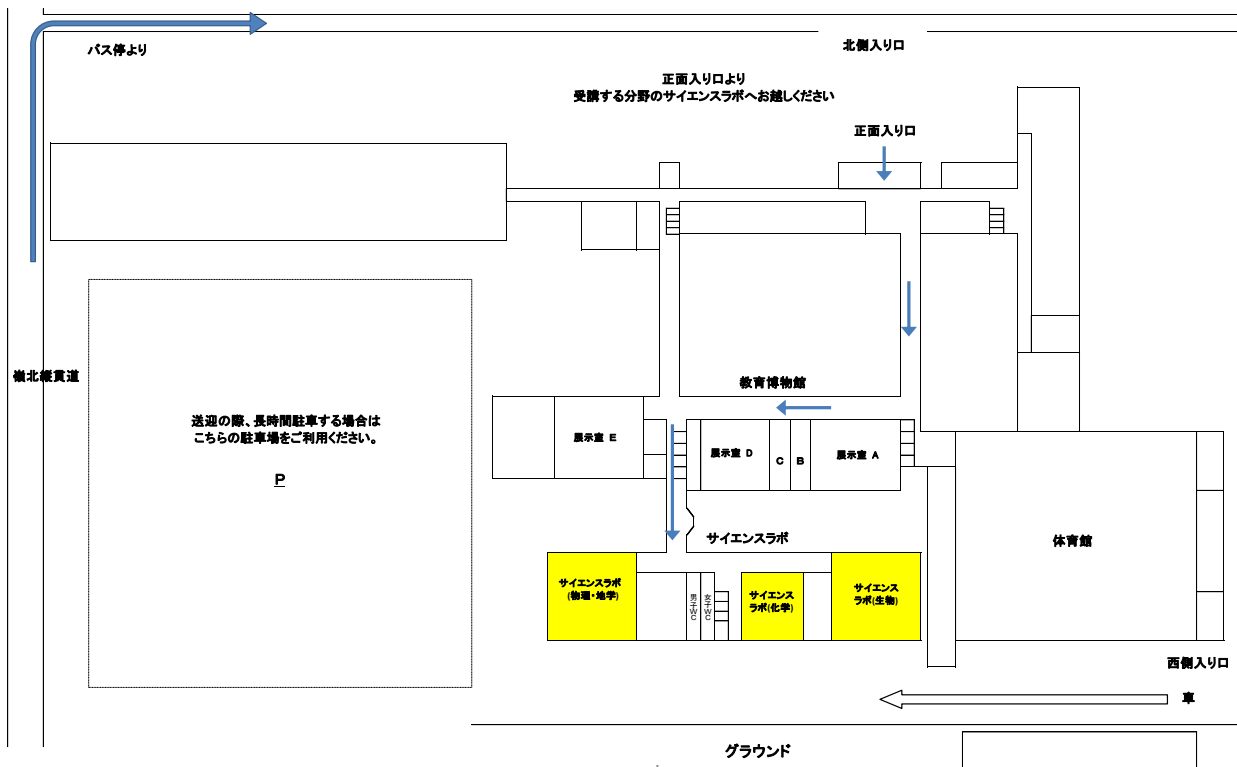 バス停より
北側入り口
正面入り口より
受講する分野のサイエンスラボへお越しください
正面入り口
嶺北縦貫道
教育博物館
送迎の際、長時間駐車する場合は
こちらの駐車場をご利用ください。
P
展示室 E
展示室 D
C
B
展示室 A
サイエンスラボ
体育館
サイエンスラボ
(物理・地学)
男子WC
女子WC
サイエンス
ラボ(化学)
サイエンス
ラボ(生物)
西側入り口
車
グラウンド